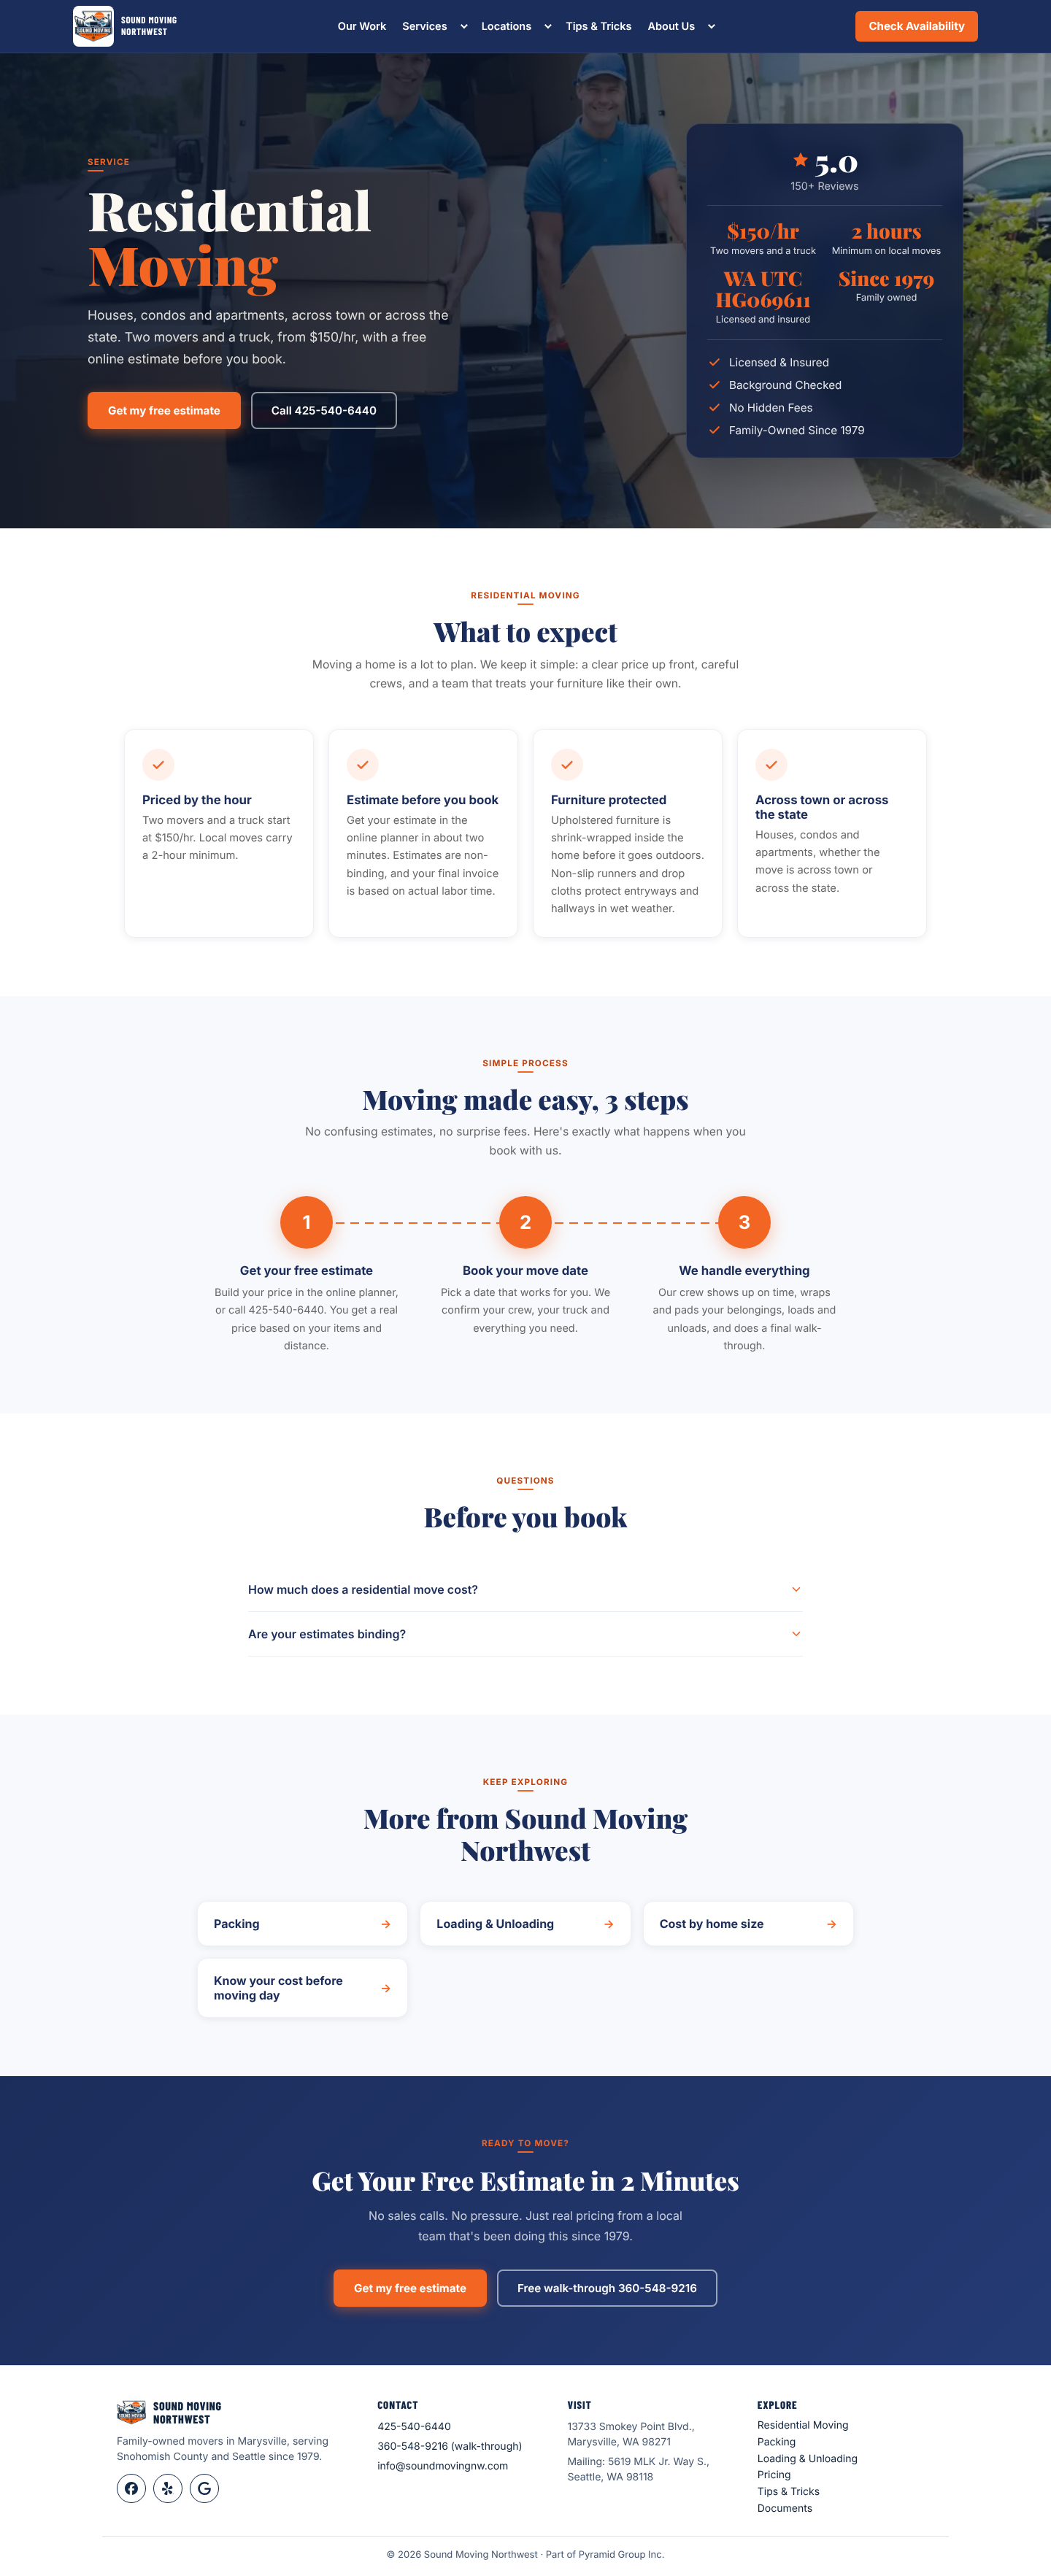 SOUND MOVING
NORTHWEST
Our Work
Services
Locations
Tips & Tricks
About Us
Check Availability
SERVICE
Residential
Moving
Houses, condos and apartments, across town or across the
state. Two movers and a truck, from $150/hr, with a free
online estimate before you book.
Get my free estimate
Call 425-540-6440
5.0
150+ Reviews
$150/hr
Two movers and a truck
2 hours
Minimum on local moves
WA UTC
HG069611
Licensed and insured
Since 1979
Family owned
Licensed & Insured
Background Checked
No Hidden Fees
Family-Owned Since 1979
RESIDENTIAL MOVING
What to expect
Moving a home is a lot to plan. We keep it simple: a clear price up front, careful
crews, and a team that treats your furniture like their own.
Priced by the hour
Two movers and a truck start
at $150/hr. Local moves carry
a 2-hour minimum.
Estimate before you book
Get your estimate in the
online planner in about two
minutes. Estimates are non-
binding, and your final invoice
is based on actual labor time.
Furniture protected
Upholstered furniture is
shrink-wrapped inside the
home before it goes outdoors.
Non-slip runners and drop
cloths protect entryways and
hallways in wet weather.
Across town or across
the state
Houses, condos and
apartments, whether the
move is across town or
across the state.
SIMPLE PROCESS
Moving made easy, 3 steps
No confusing estimates, no surprise fees. Here's exactly what happens when you
book with us.
1
Get your free estimate
Build your price in the online planner,
or call 425-540-6440. You get a real
price based on your items and
distance.
2
Book your move date
Pick a date that works for you. We
confirm your crew, your truck and
everything you need.
3
We handle everything
Our crew shows up on time, wraps
and pads your belongings, loads and
unloads, and does a final walk-
through.
QUESTIONS
Before you book
How much does a residential move cost?
Are your estimates binding?
KEEP EXPLORING
More from Sound Moving
Northwest
Packing
Loading & Unloading
Cost by home size
Know your cost before
moving day
READY TO MOVE?
Get Your Free Estimate in 2 Minutes
No sales calls. No pressure. Just real pricing from a local
team that's been doing this since 1979.
Get my free estimate
Free walk-through 360-548-9216
SOUND MOVING
NORTHWEST
Family-owned movers in Marysville, serving
Snohomish County and Seattle since 1979.
CONTACT
425-540-6440
360-548-9216 (walk-through)
info@soundmovingnw.com
VISIT
13733 Smokey Point Blvd.,
Marysville, WA 98271
Mailing: 5619 MLK Jr. Way S.,
Seattle, WA 98118
EXPLORE
Residential Moving
Packing
Loading & Unloading
Pricing
Tips & Tricks
Documents
© 2026 Sound Moving Northwest · Part of Pyramid Group Inc.